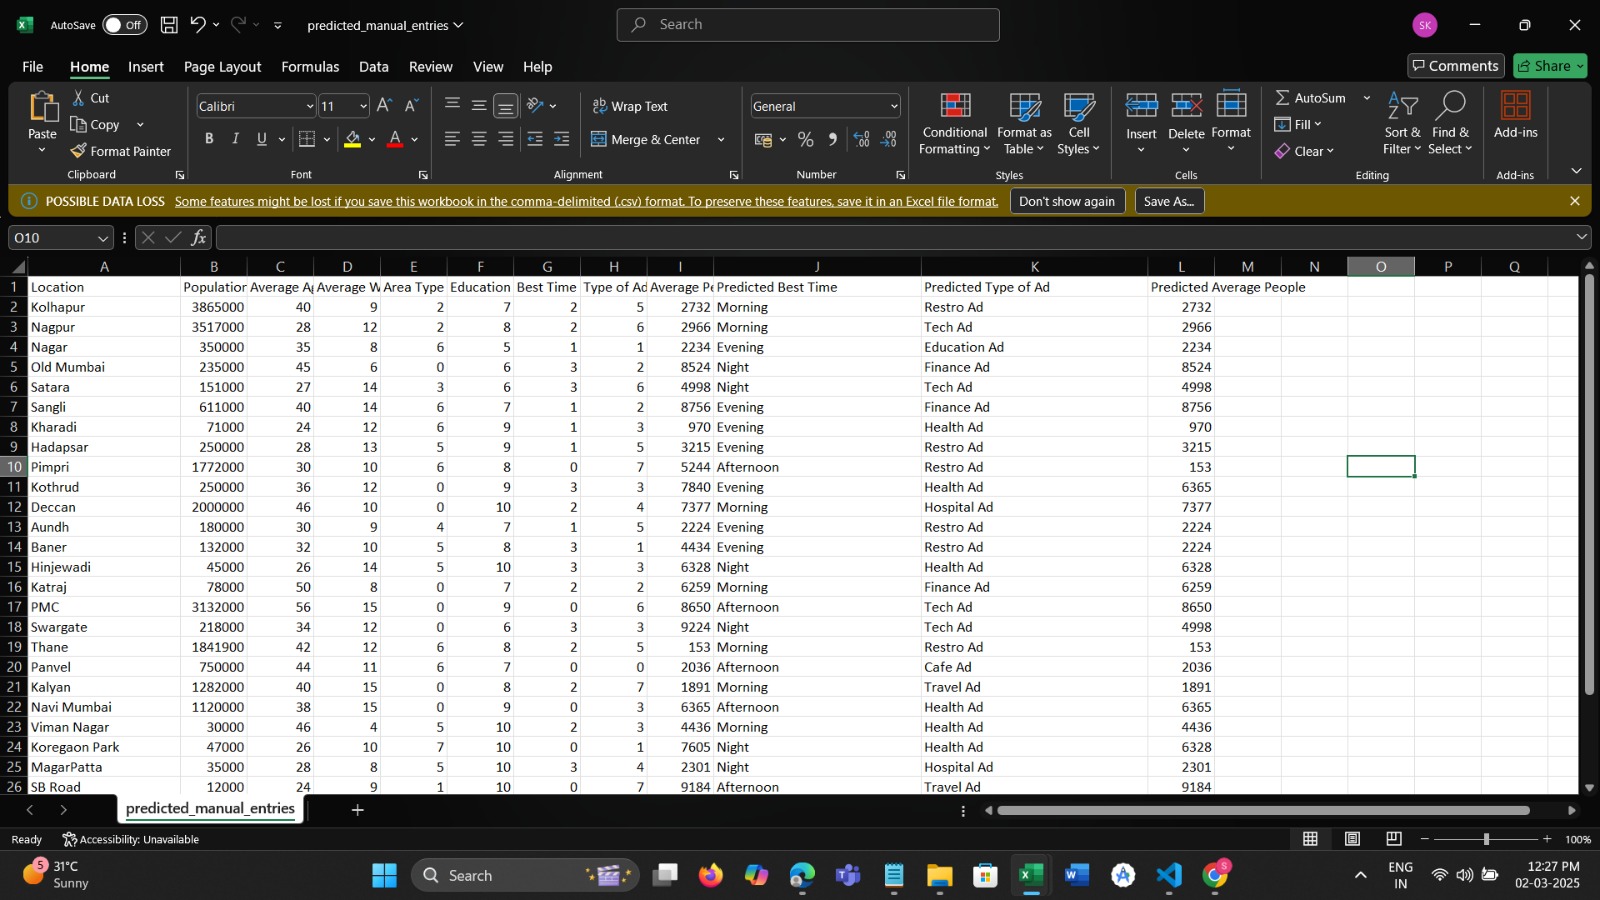 AutoSave Off predicted_manual_entries Search SK
File Home Insert Page Layout Formulas Data Review View Help Comments Share
Paste Cut Copy Format Painter Clipboard
Calibri 11 B I U Font
Wrap Text Merge & Center Alignment
General Number
Conditional Formatting Format as Table Cell Styles Styles
Insert Delete Format Cells
AutoSum Fill Clear Sort & Filter Find & Select Editing
Add-ins Add-ins
POSSIBLE DATA LOSS Some features might be lost if you save this workbook in the comma-delimited (.csv) format. To preserve these features, save it in an Excel file format. Don't show again Save As...
O10 fx
A B C D E F G H I J K L M N O P Q
1 Location Population Average Ag Average W Area Type Education Best Time Type of Ad Average Pe Predicted Best Time Predicted Type of Ad Predicted Average People
2 Kolhapur 3865000 40 9 2 7 2 5 2732 Morning Restro Ad 2732
3 Nagpur 3517000 28 12 2 8 2 6 2966 Morning Tech Ad 2966
4 Nagar 350000 35 8 6 5 1 1 2234 Evening Education Ad 2234
5 Old Mumbai 235000 45 6 0 6 3 2 8524 Night Finance Ad 8524
6 Satara 151000 27 14 3 6 3 6 4998 Night Tech Ad 4998
7 Sangli 611000 40 14 6 7 1 2 8756 Evening Finance Ad 8756
8 Kharadi 71000 24 12 6 9 1 3 970 Evening Health Ad 970
9 Hadapsar 250000 28 13 5 9 1 5 3215 Evening Restro Ad 3215
10 Pimpri 1772000 30 10 6 8 0 7 5244 Afternoon Restro Ad 153
11 Kothrud 250000 36 12 0 9 3 3 7840 Evening Health Ad 6365
12 Deccan 2000000 46 10 0 10 2 4 7377 Morning Hospital Ad 7377
13 Aundh 180000 30 9 4 7 1 5 2224 Evening Restro Ad 2224
14 Baner 132000 32 10 5 8 3 1 4434 Evening Restro Ad 2224
15 Hinjewadi 45000 26 14 5 10 3 3 6328 Night Health Ad 6328
16 Katraj 78000 50 8 0 7 2 2 6259 Morning Finance Ad 6259
17 PMC 3132000 56 15 0 9 0 6 8650 Afternoon Tech Ad 8650
18 Swargate 218000 34 12 0 6 3 3 9224 Night Tech Ad 4998
19 Thane 1841900 42 12 6 8 2 5 153 Morning Restro Ad 153
20 Panvel 750000 44 11 6 7 0 0 2036 Afternoon Cafe Ad 2036
21 Kalyan 1282000 40 15 0 8 2 7 1891 Morning Travel Ad 1891
22 Navi Mumbai 1120000 38 15 0 9 0 3 6365 Afternoon Health Ad 6365
23 Viman Nagar 30000 46 4 5 10 2 3 4436 Morning Health Ad 4436
24 Koregaon Park 47000 26 10 7 10 0 1 7605 Night Health Ad 6328
25 MagarPatta 35000 28 8 5 10 3 4 2301 Night Hospital Ad 2301
26 SB Road 12000 24 9 1 10 0 7 9184 Afternoon Travel Ad 9184
predicted_manual_entries
Ready Accessibility: Unavailable 100%
5 31°C Search ENG 12:27 PM
Sunny IN 02-03-2025